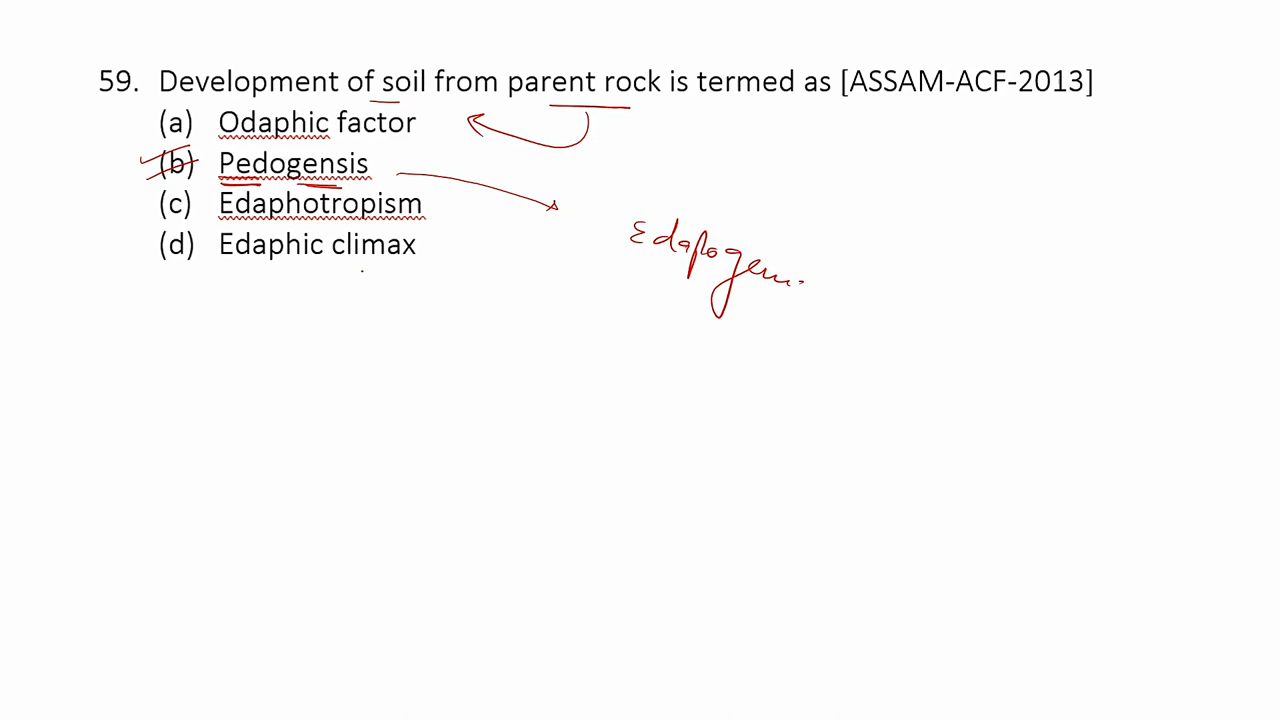 59. Development of soil from parent rock is termed as [ASSAM-ACF-2013]
(a) Odaphic factor
(b) Pedogensis
(c) Edaphotropism
(d) Edaphic climax